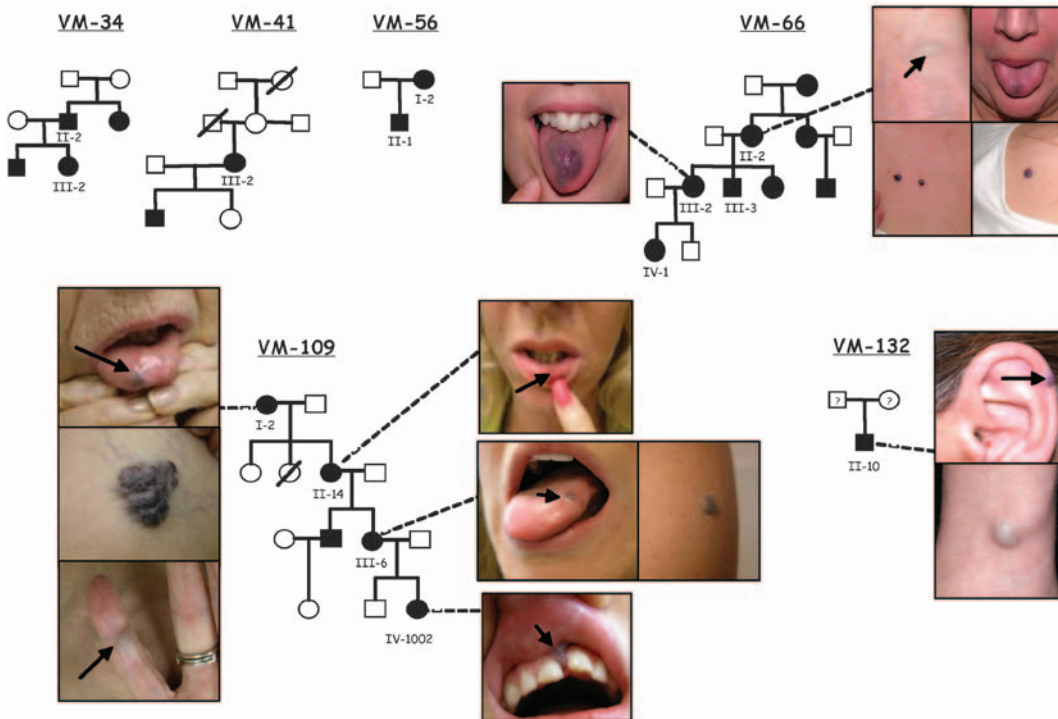 VM-34
VM-41
VM-56
VM-66
I-2
II-2
II-1
II-2
III-2
III-2
III-2
III-3
IV-1
VM-109
VM-132
I-2
? ?
II-14
II-10
III-6
IV-1002